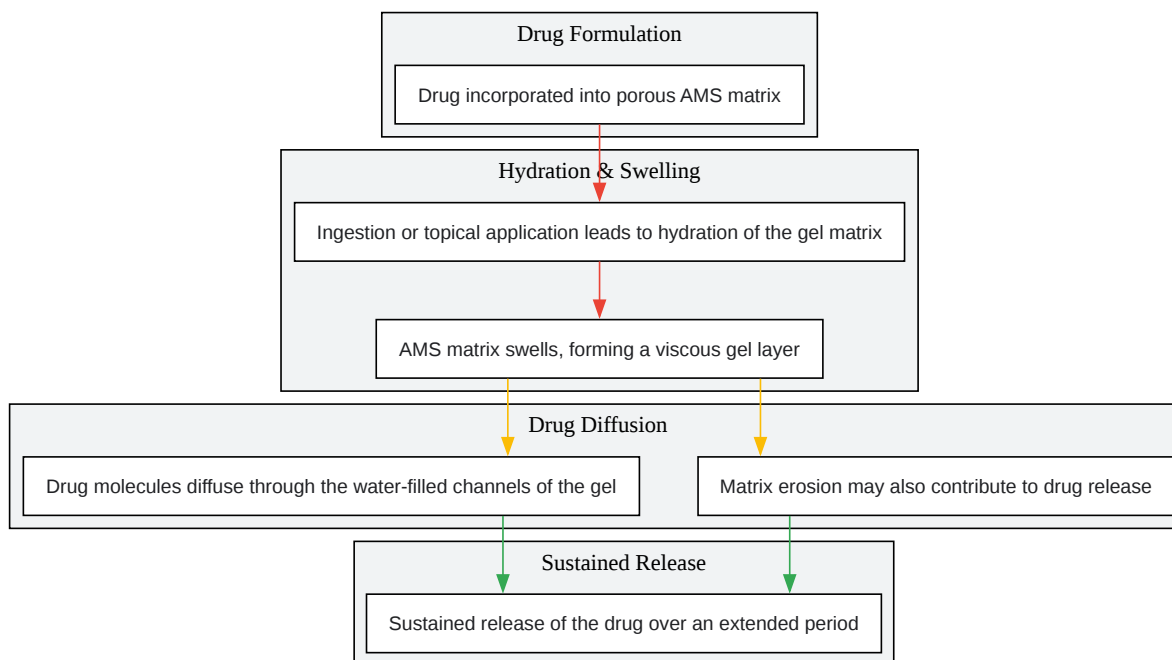 Drug Formulation
Drug incorporated into porous AMS matrix
Hydration & Swelling
Ingestion or topical application leads to hydration of the gel matrix
AMS matrix swells, forming a viscous gel layer
Drug Diffusion
Drug molecules diffuse through the water-filled channels of the gel
Matrix erosion may also contribute to drug release
Sustained Release
Sustained release of the drug over an extended period